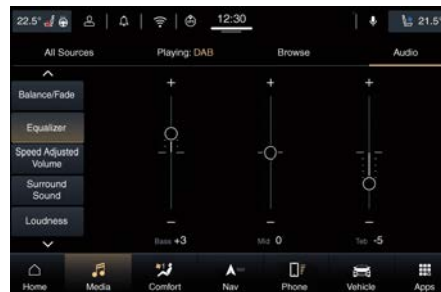 22.5°
12:30
21.5°
All Sources
Playing: DAB
Browse
Audio
Balance/Fade
Equalizer
Speed Adjusted
Volume
Surround
Sound
Loudness
+
+
+
−
−
−
Bass +3
Mid 0
Teb -5
Home
Media
Comfort
Nav
Phone
Vehicle
Apps